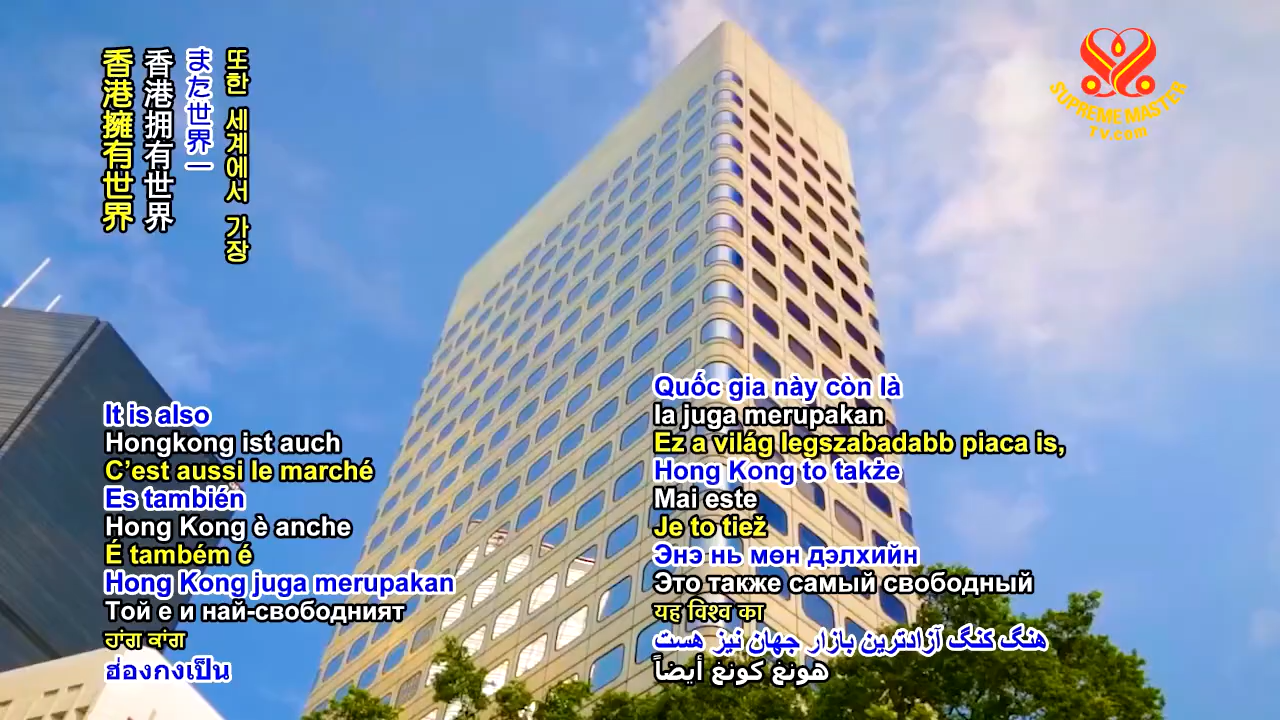 香港擁有世界
香港拥有世界
また世界一
또한 세계에서 가장
SUPREME MASTER
TV.com
It is also
Hongkong ist auch
C’est aussi le marché
Es también
Hong Kong è anche
É também é
Hong Kong juga merupakan
Той е и най-свободният
ਹਾਂਗ ਕਾਂਗ
ฮ่องกงเป็น
Quốc gia này còn là
Ia juga merupakan
Ez a világ legszabadabb piaca is,
Hong Kong to także
Mai este
Je to tiež
Энэ нь мөн дэлхийн
Это также самый свободный
यह विश्व का
هنگ کنگ آزادترین بازار جهان نیز هست
هونغ كونغ أيضاً